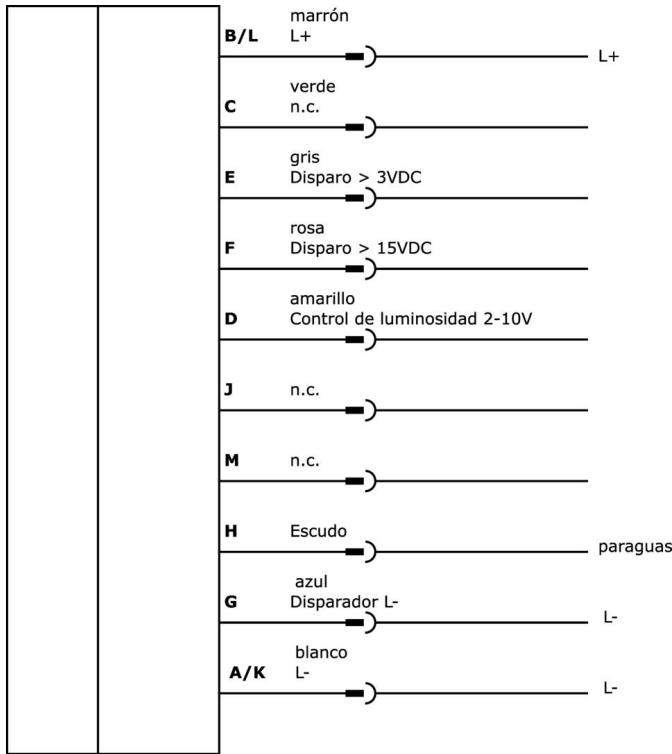 marrón
B/L L+
L+
verde
C n.c.
gris
E Disparo > 3VDC
rosa
F Disparo > 15VDC
amarillo
D Control de luminosidad 2-10V
J n.c.
M n.c.
H Escudo
paraguas
azul
G Disparador L-
L-
blanco
A/K L-
L-